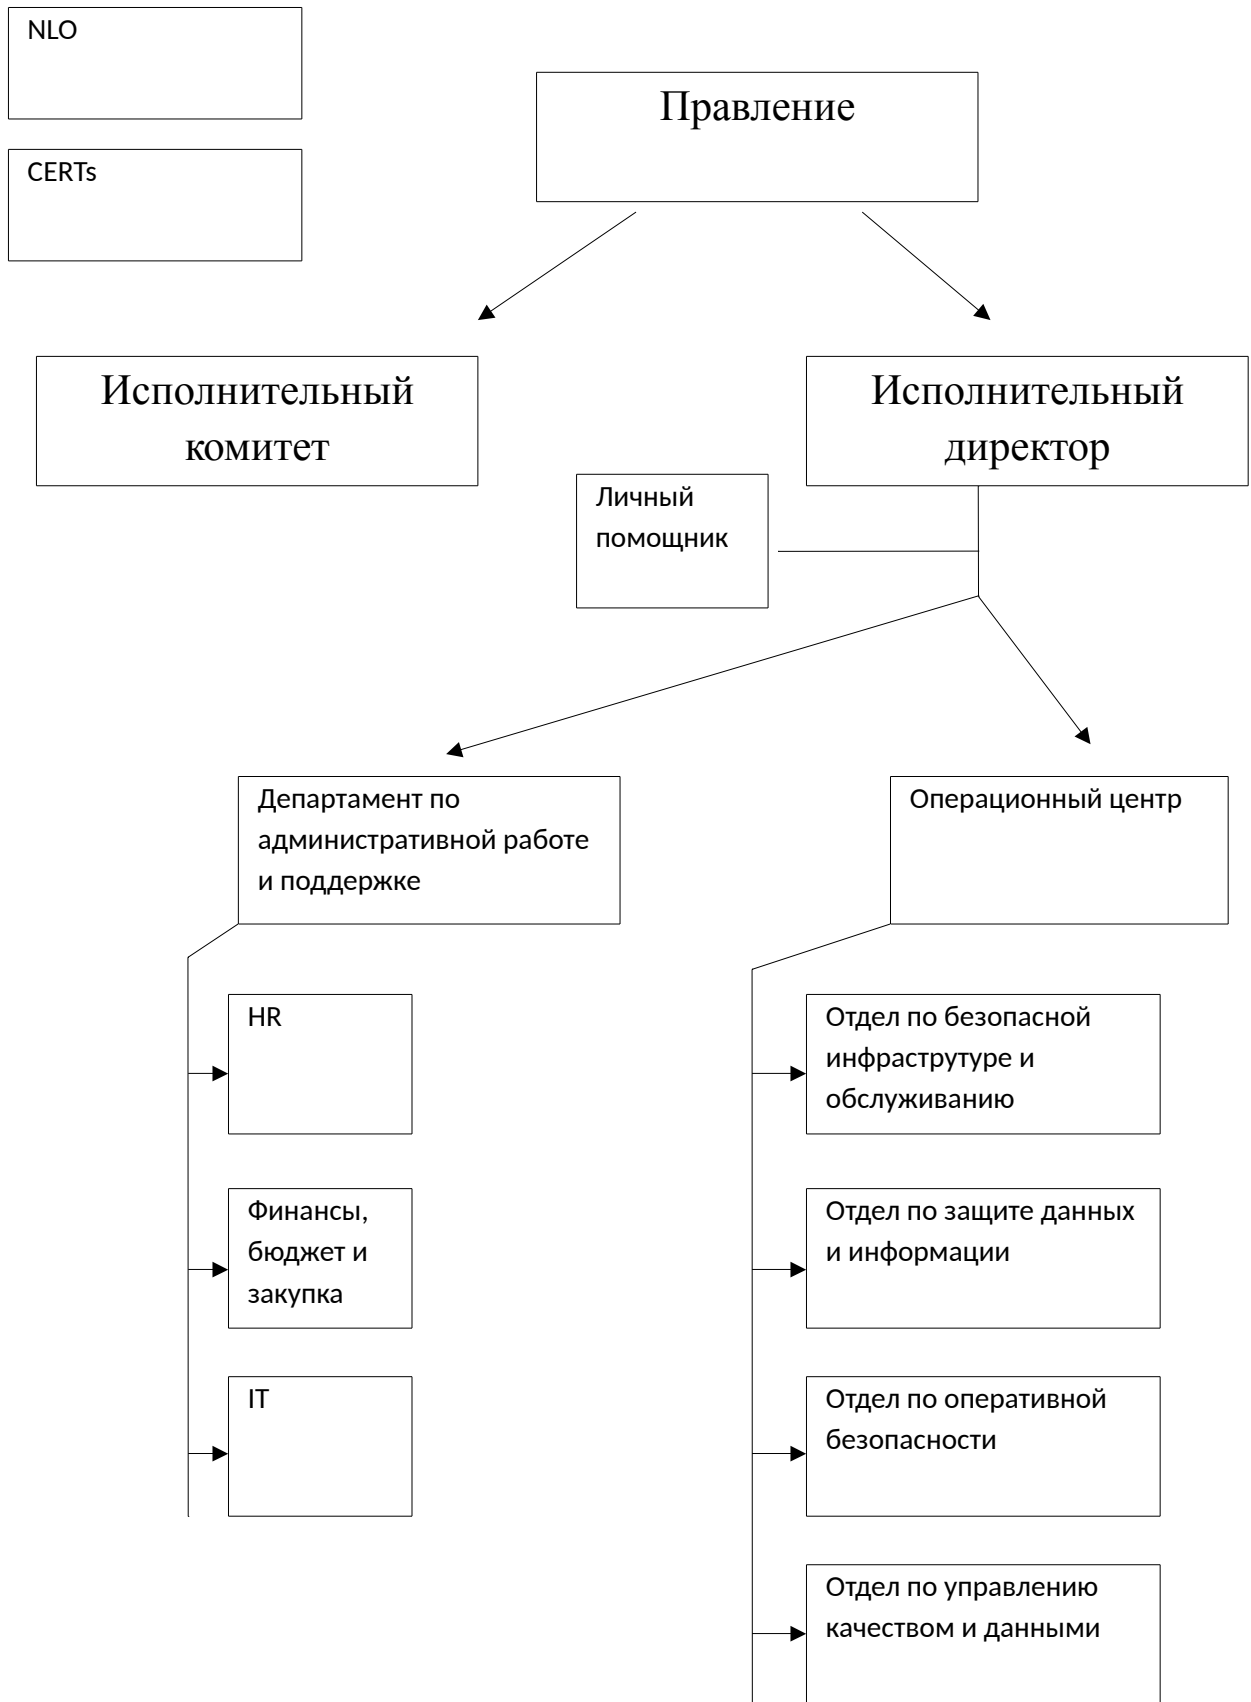 NLO
Правление
CERTs
Исполнительный
комитет
Исполнительный
директор
Личный
помощник
Департамент по
административной работе
и поддержке
Операционный центр
HR
Отдел по безопасной
инфраструтуре и
обслуживанию
Финансы,
бюджет и
закупка
Отдел по защите данных
и информации
IT
Отдел по оперативной
безопасности
Отдел по управлению
качеством и данными